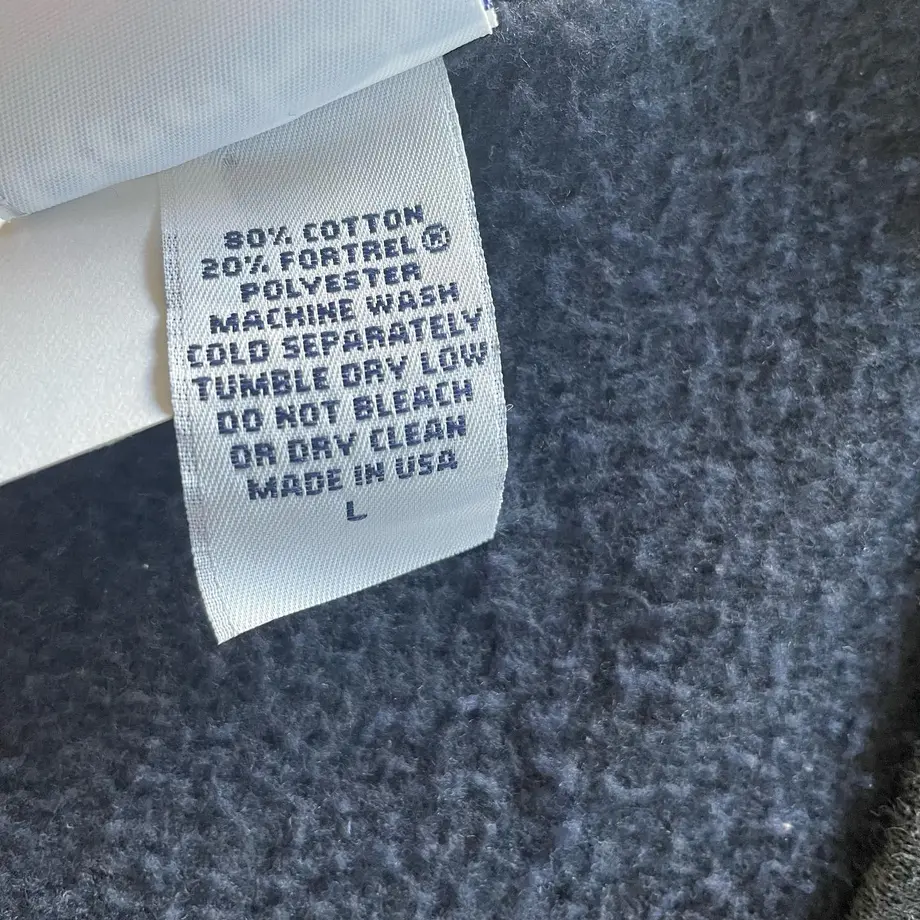 80% COTTON
20% FORTREL®
POLYESTER
MACHINE WASH
COLD SEPARATELY
TUMBLE DRY LOW
DO NOT BLEACH
OR DRY CLEAN
MADE IN USA
L